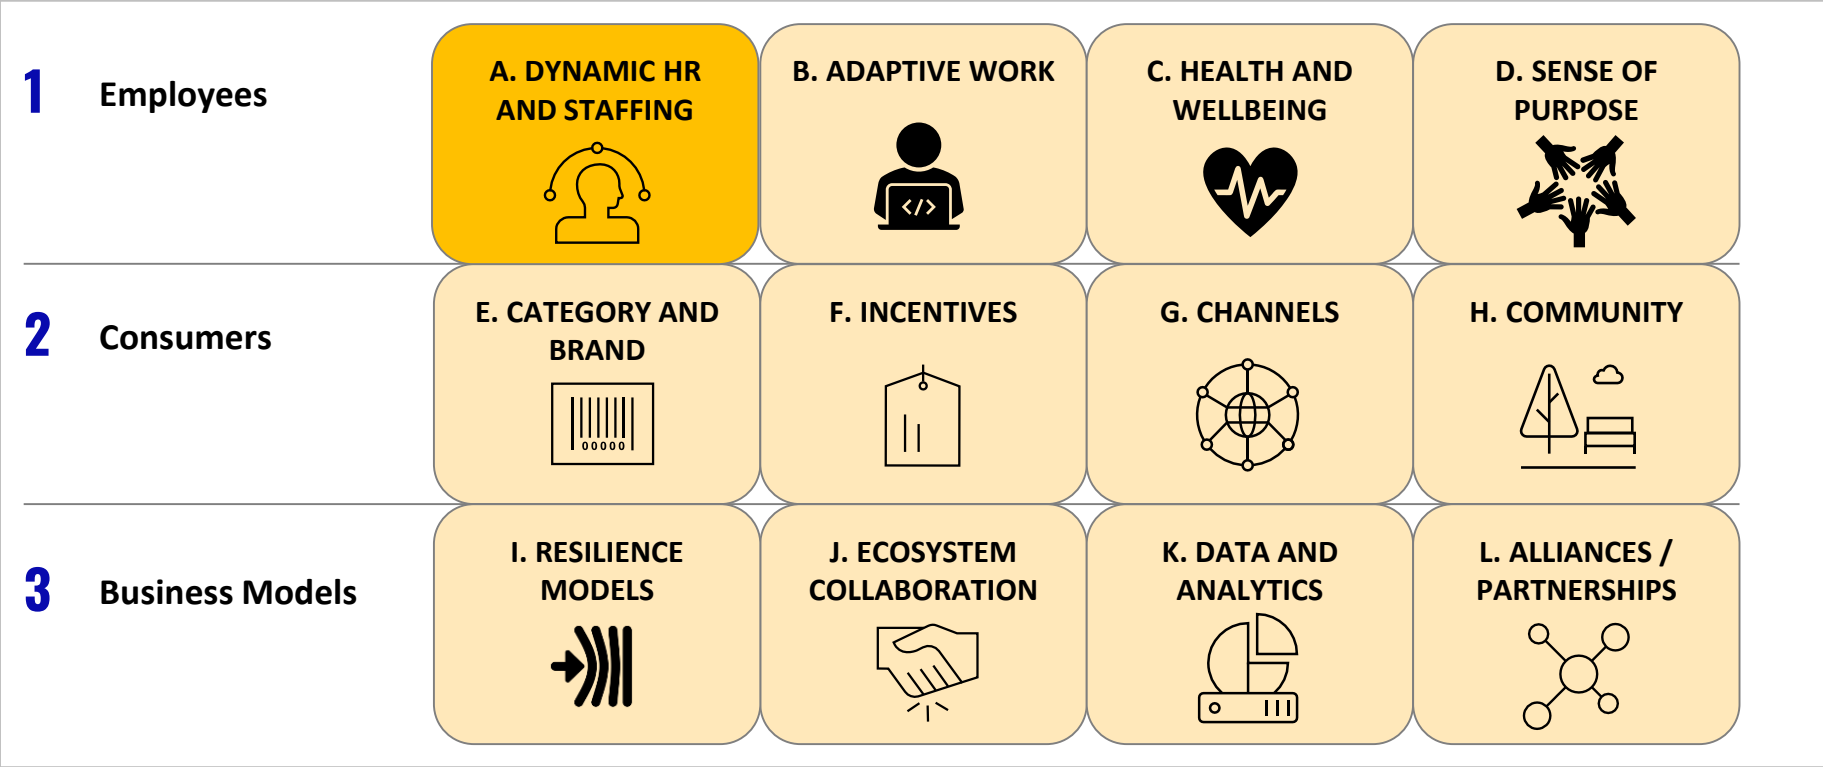 1
Employees
A. DYNAMIC HR
AND STAFFING
B. ADAPTIVE WORK
</>
C. HEALTH AND
WELLBEING
D. SENSE OF
PURPOSE
2
Consumers
E. CATEGORY AND
BRAND
00000
F. INCENTIVES
G. CHANNELS
H. COMMUNITY
3
Business Models
I. RESILIENCE
MODELS
J. ECOSYSTEM
COLLABORATION
K. DATA AND
ANALYTICS
L. ALLIANCES /
PARTNERSHIPS